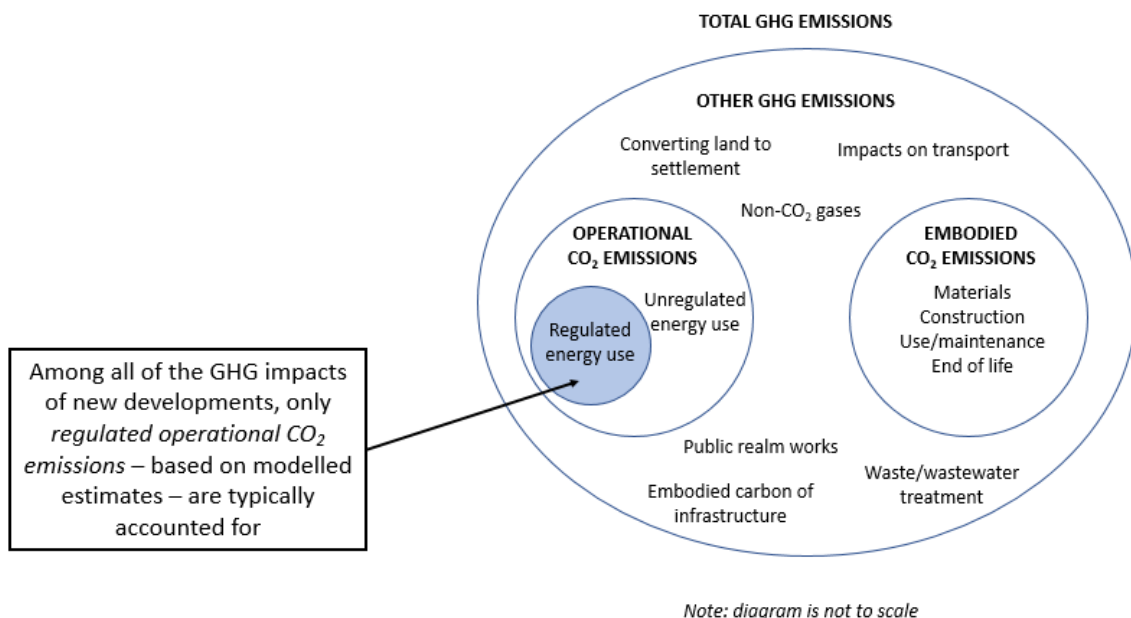 TOTAL GHG EMISSIONS
OTHER GHG EMISSIONS
Converting land to
settlement
Impacts on transport
Non-CO₂ gases
OPERATIONAL
CO₂ EMISSIONS
Unregulated
energy use
Regulated
energy use
EMBODIED
CO₂ EMISSIONS
Materials
Construction
Use/maintenance
End of life
Among all of the GHG impacts
of new developments, only
regulated operational CO₂
emissions – based on modelled
estimates – are typically
accounted for
Public realm works
Embodied carbon of
infrastructure
Waste/wastewater
treatment
Note: diagram is not to scale